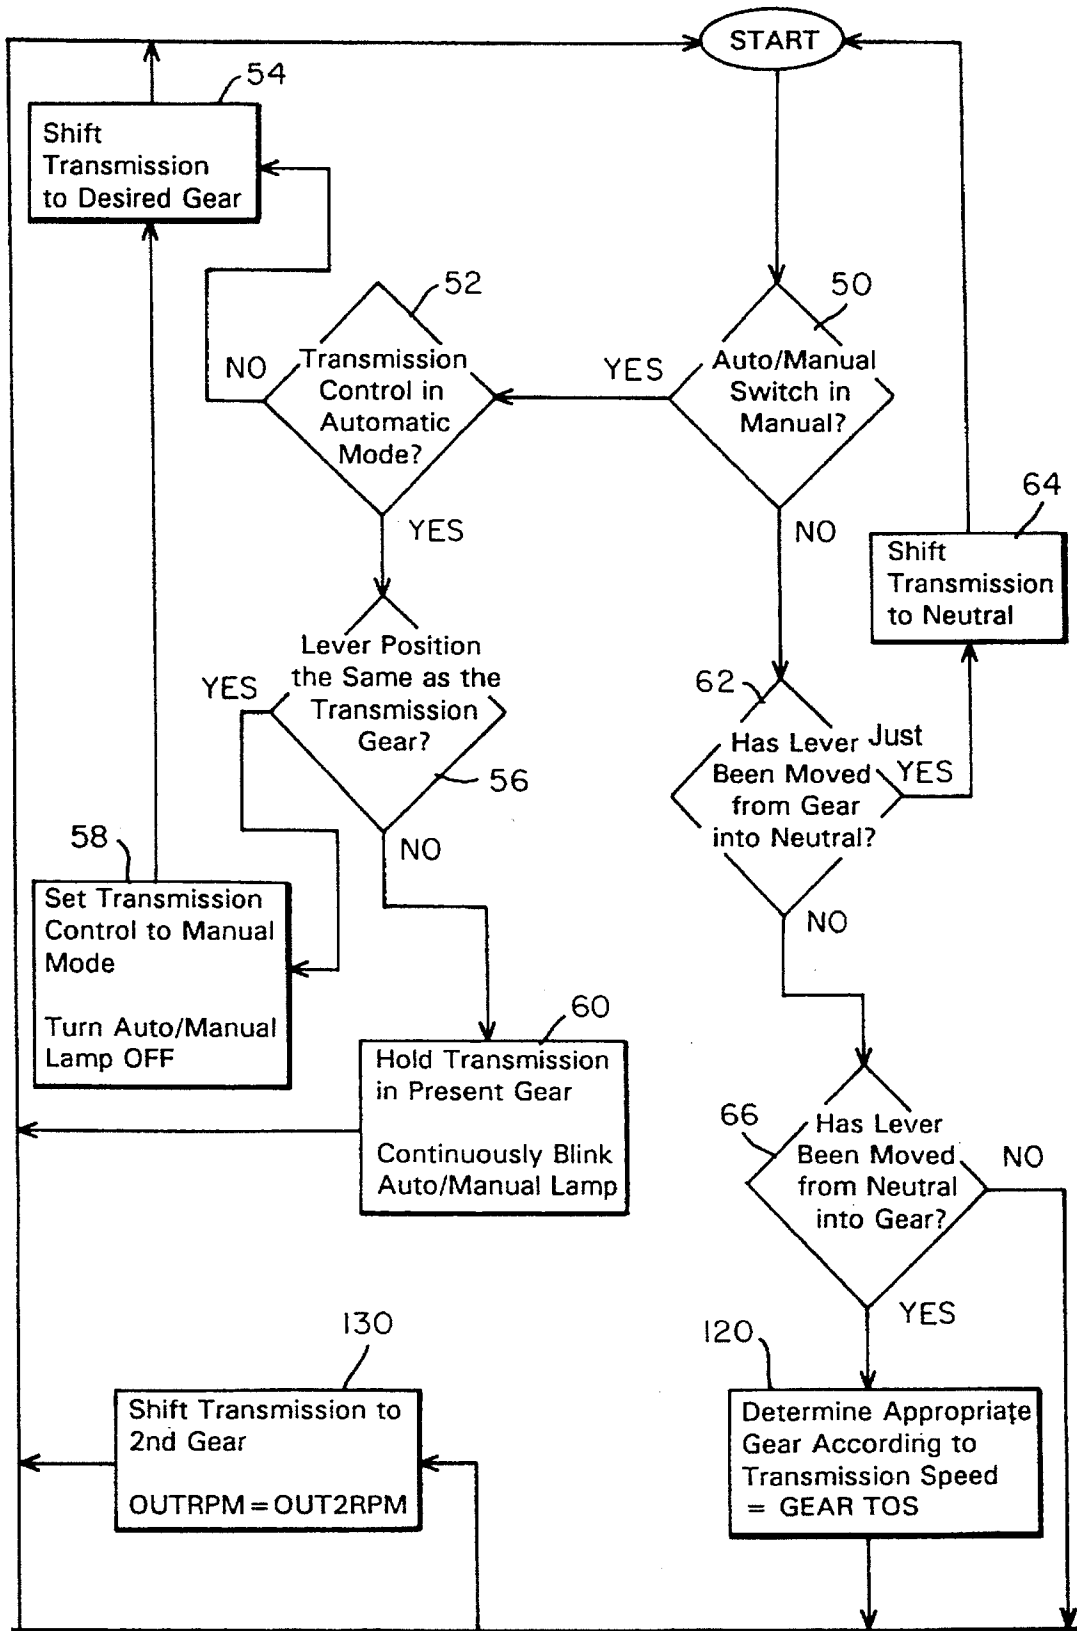 START
54
Shift
Transmission
to Desired Gear
52
50
NO
Transmission
Control in
Automatic
Mode?
YES
Auto/Manual
Switch in
Manual?
YES
NO
64
Shift
Transmission
to Neutral
Lever Position
the Same as the
Transmission
Gear?
YES
56
NO
62
Has Lever Just
Been Moved
from Gear
into Neutral?
YES
NO
58
Set Transmission
Control to Manual
Mode
Turn Auto/Manual
Lamp OFF
60
Hold Transmission
in Present Gear
Continuously Blink
Auto/Manual Lamp
66
Has Lever
Been Moved
from Neutral
into Gear?
NO
YES
130
Shift Transmission to
2nd Gear
OUTRPM = OUT2RPM
120
Determine Appropriate
Gear According to
Transmission Speed
= GEAR TOS